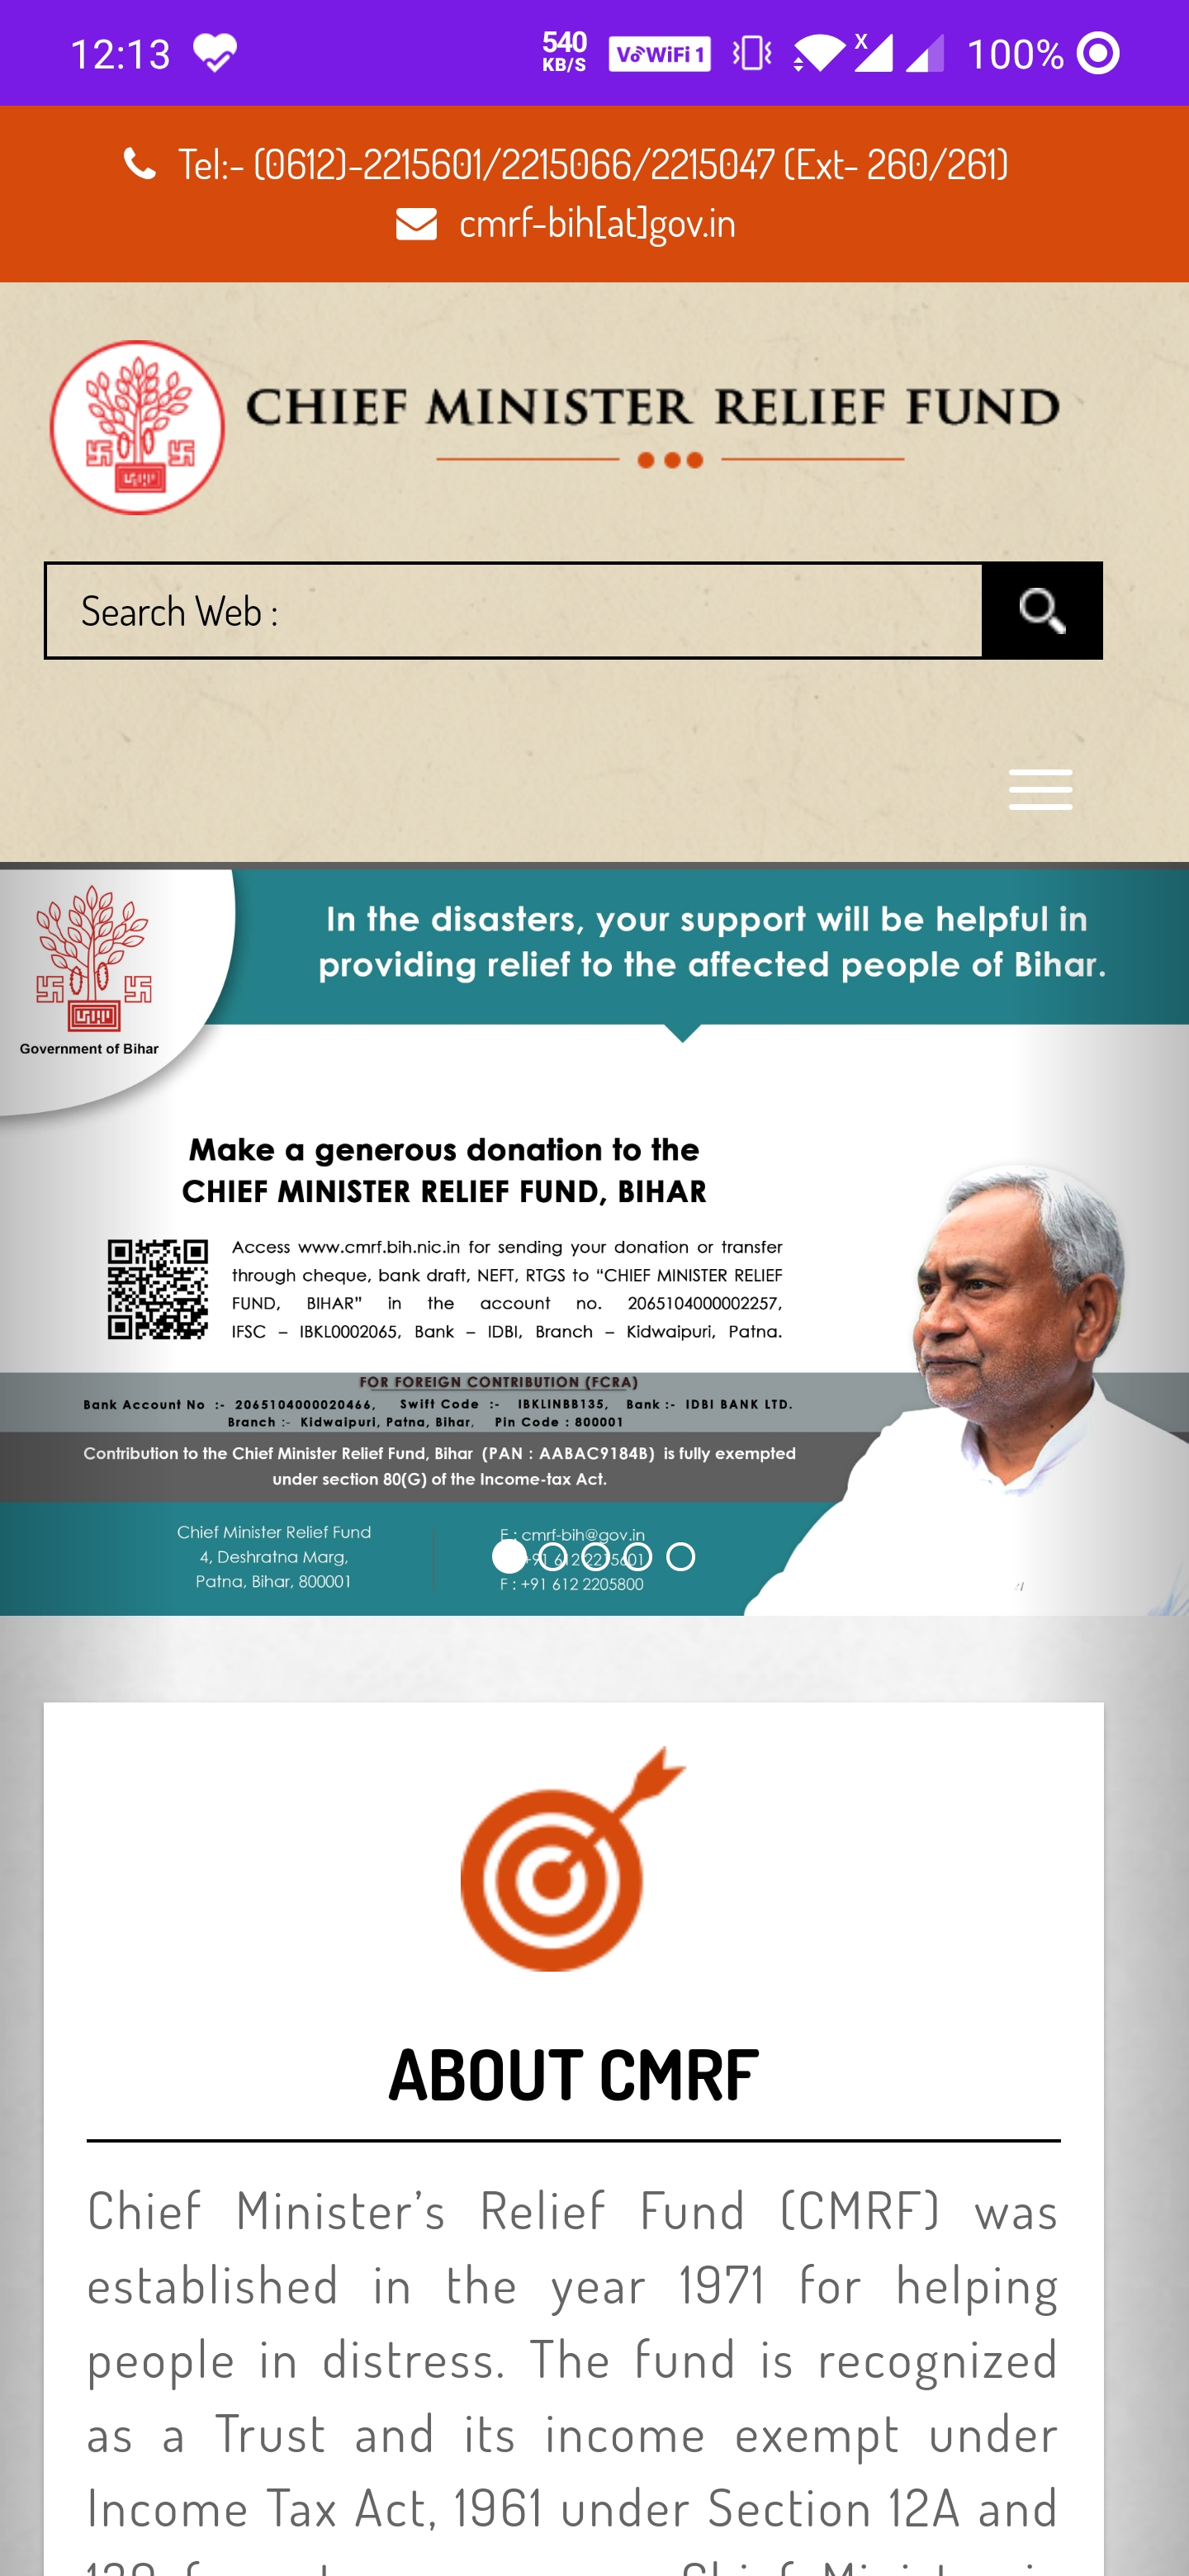 12:13
540
KB/S
VoWiFi 1
X
100%
Tel:- (0612)-2215601/2215066/2215047 (Ext- 260/261)
cmrf-bih[at]gov.in
CHIEF MINISTER RELIEF FUND
Search Web :
In the disasters, your support will be helpful in
providing relief to the affected people of Bihar.
Government of Bihar
Make a generous donation to the
CHIEF MINISTER RELIEF FUND, BIHAR
Access www.cmrf.bih.nic.in for sending your donation or transfer
through cheque, bank draft, NEFT, RTGS to “CHIEF MINISTER RELIEF
FUND, BIHAR” in the account no. 2065104000002257,
IFSC – IBKL0002065, Bank – IDBI, Branch – Kidwaipuri, Patna.
FOR FOREIGN CONTRIBUTION (FCRA)
Bank Account No :- 2065104000020466, Swift Code :- IBKLINBB135, Bank :- IDBI BANK LTD.
Branch :- Kidwaipuri, Patna, Bihar, Pin Code : 800001
Contribution to the Chief Minister Relief Fund, Bihar (PAN : AABAC9184B) is fully exempted
under section 80(G) of the Income-tax Act.
Chief Minister Relief Fund
4, Deshratna Marg,
Patna, Bihar, 800001
E : cmrf-bih@gov.in
+91 612 2215601
F : +91 612 2205800
ABOUT CMRF
Chief Minister’s Relief Fund (CMRF) was
established in the year 1971 for helping
people in distress. The fund is recognized
as a Trust and its income exempt under
Income Tax Act, 1961 under Section 12A and